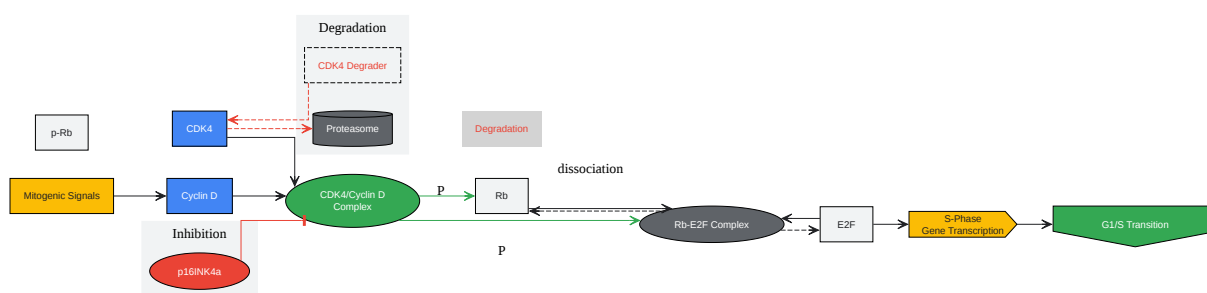 Degradation
CDK4 Degrader
p-Rb
CDK4
Proteasome
Degradation
dissociation
Mitogenic Signals
Cyclin D
CDK4/Cyclin D
Complex
P
Rb
Rb-E2F Complex
E2F
S-Phase
Gene Transcription
G1/S Transition
Inhibition
P
p16INK4a